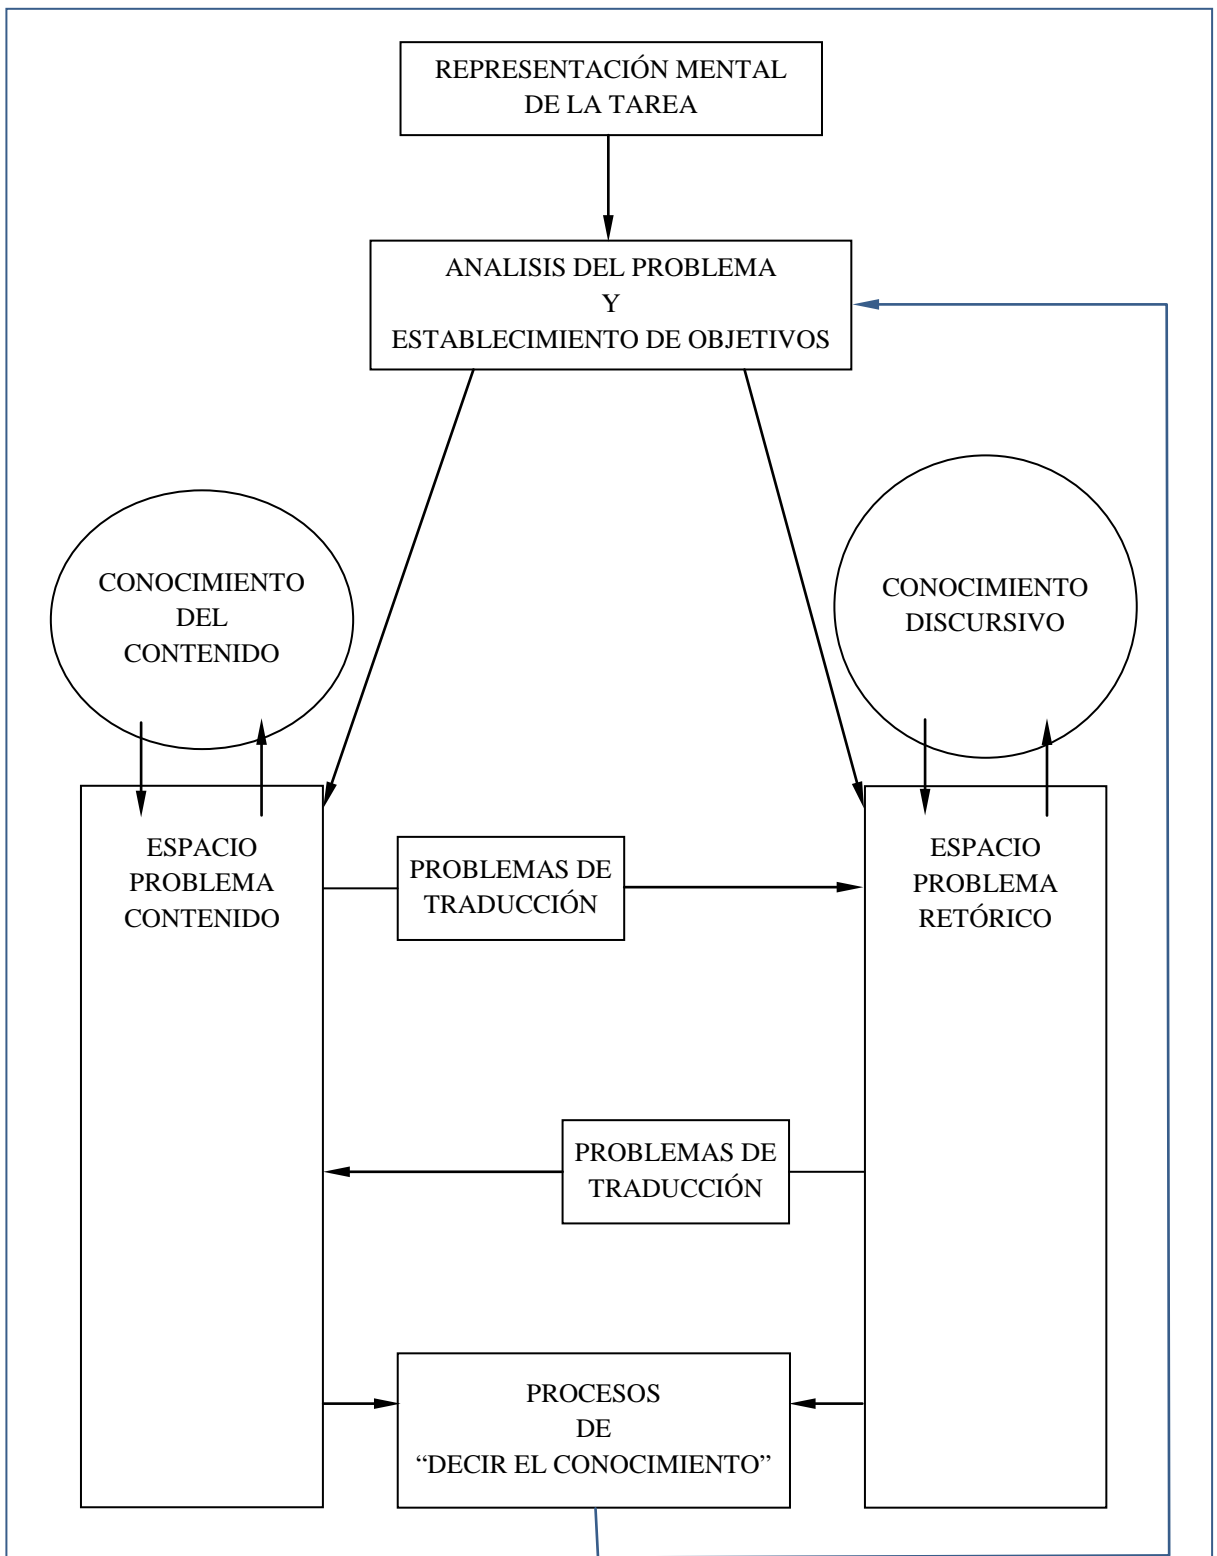 REPRESENTACIÓN MENTAL
DE LA TAREA
ANALISIS DEL PROBLEMA
Y
ESTABLECIMIENTO DE OBJETIVOS
CONOCIMIENTO
DEL
CONTENIDO
CONOCIMIENTO
DISCURSIVO
ESPACIO
PROBLEMA
CONTENIDO
PROBLEMAS DE
TRADUCCIÓN
ESPACIO
PROBLEMA
RETÓRICO
PROBLEMAS DE
TRADUCCIÓN
PROCESOS
DE
“DECIR EL CONOCIMIENTO”